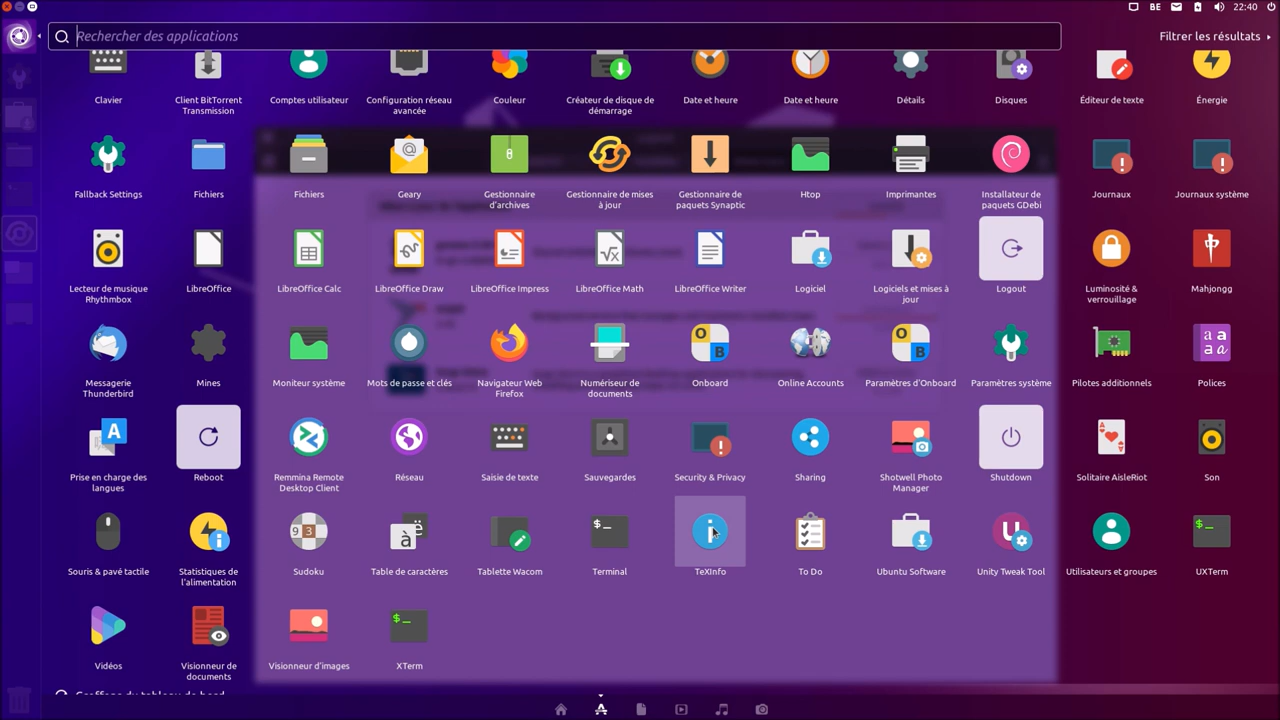 BE
22:40
Rechercher des applications
Filtrer les résultats
Clavier
Client BitTorrent
Transmission
Comptes utilisateur
Configuration réseau
avancée
Couleur
Créateur de disque de
démarrage
Date et heure
Date et heure
Détails
Disques
Éditeur de texte
Énergie
Fallback Settings
Fichiers
Fichiers
Geary
Gestionnaire
d'archives
Gestionnaire de mises
à jour
Gestionnaire de
paquets Synaptic
Htop
Imprimantes
Installateur de
paquets GDebi
Journaux
Journaux système
Lecteur de musique
Rhythmbox
LibreOffice
LibreOffice Calc
LibreOffice Draw
LibreOffice Impress
LibreOffice Math
LibreOffice Writer
Logiciel
Logiciels et mises à
jour
Logout
Luminosité &
verrouillage
Mahjongg
Messagerie
Thunderbird
Mines
Moniteur système
Mots de passe et clés
Navigateur Web
Firefox
Numériseur de
documents
Onboard
Online Accounts
Paramètres d'Onboard
Paramètres système
Pilotes additionnels
Polices
Prise en charge des
langues
Reboot
Remmina Remote
Desktop Client
Réseau
Saisie de texte
Sauvegardes
Security & Privacy
Sharing
Shotwell Photo
Manager
Shutdown
Solitaire AisleRiot
Son
Souris & pavé tactile
Statistiques de
l'alimentation
Sudoku
Table de caractères
Tablette Wacom
Terminal
TeXInfo
To Do
Ubuntu Software
Unity Tweak Tool
Utilisateurs et groupes
UXTerm
Vidéos
Visionneur de
documents
Visionneur d'images
XTerm